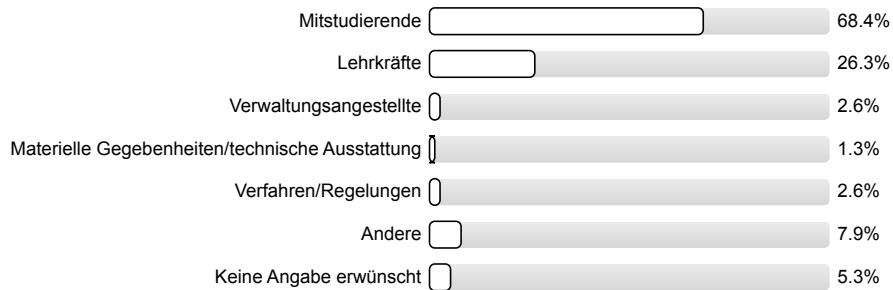 Mitstudierende 68.4%
Lehrkräfte 26.3%
Verwaltungsangestellte 2.6%
Materielle Gegebenheiten/technische Ausstattung 1.3%
Verfahren/Regelungen 2.6%
Andere 7.9%
Keine Angabe erwünscht 5.3%